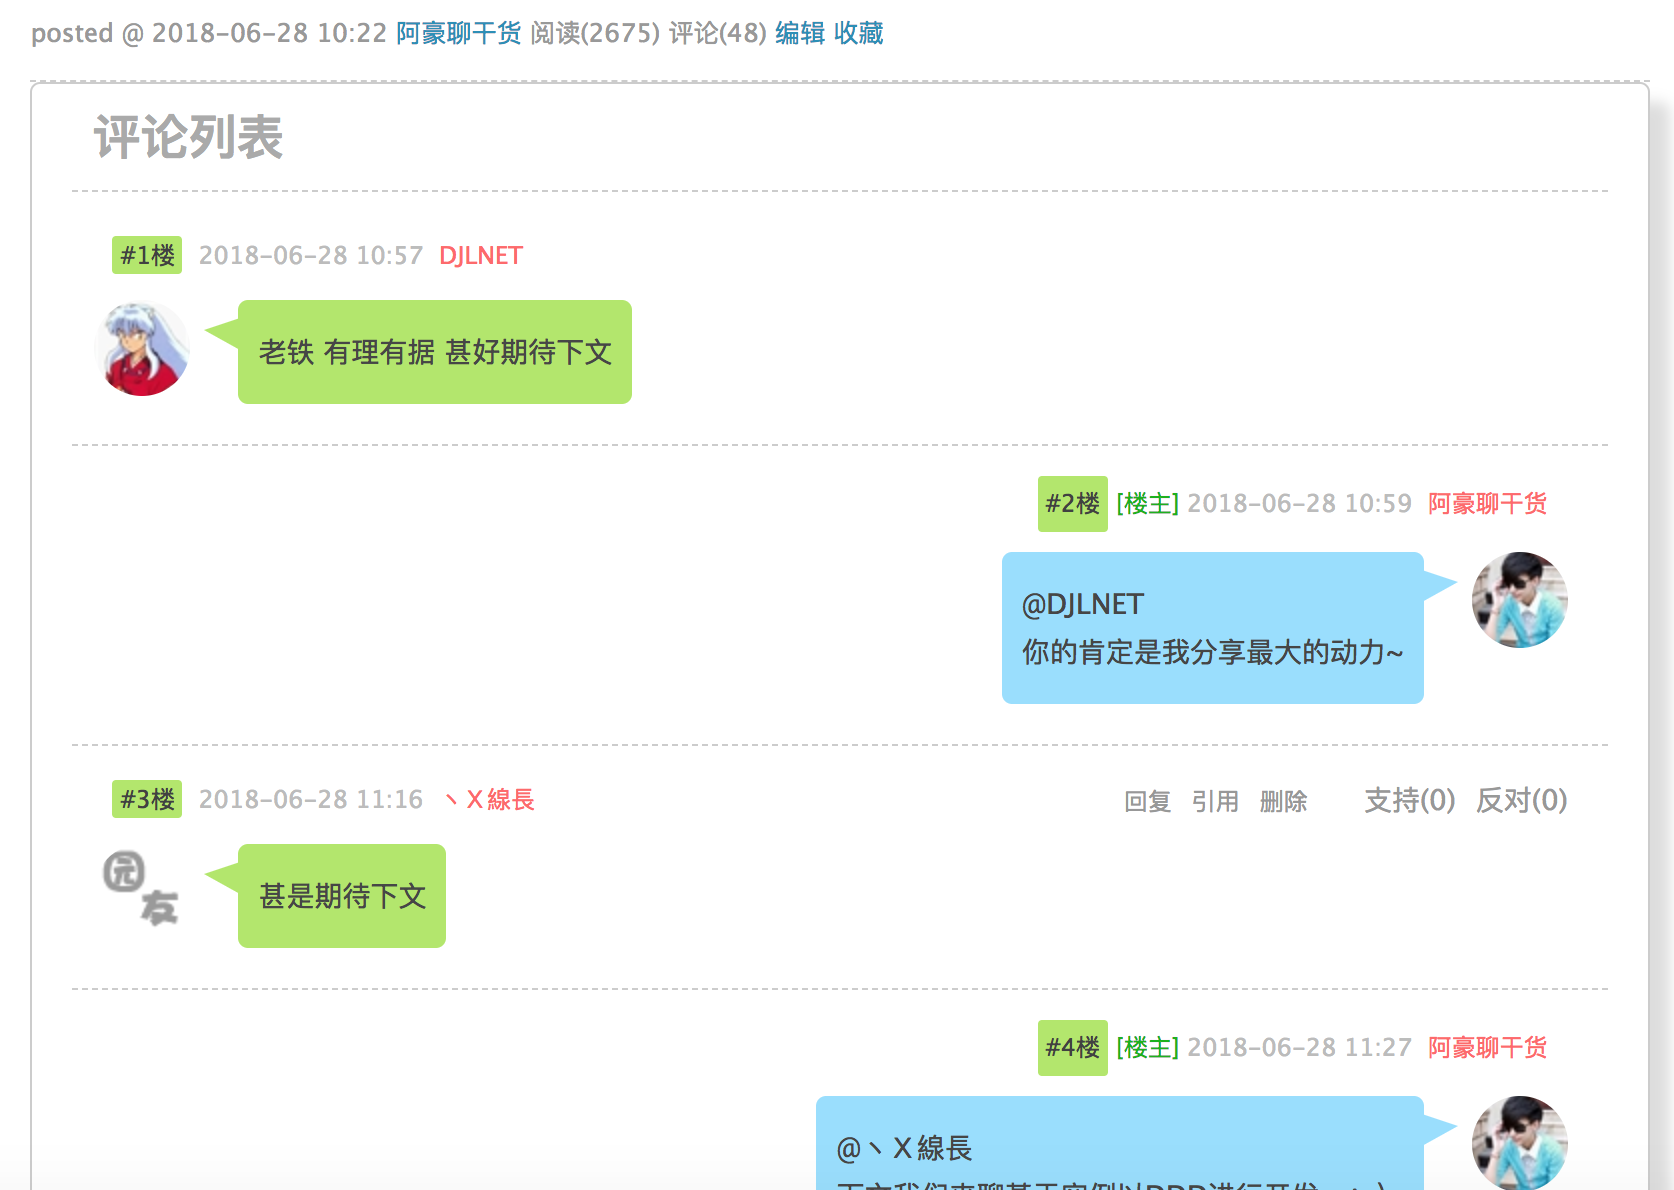 posted @ 2018-06-28 10:22 阿豪聊干货 阅读(2675) 评论(48) 编辑 收藏
评论列表
#1楼 2018-06-28 10:57 DJLNET
老铁 有理有据 甚好期待下文
#2楼 [楼主] 2018-06-28 10:59 阿豪聊干货
@DJLNET
你的肯定是我分享最大的动力~
#3楼 2018-06-28 11:16 丶X線長 回复 引用 删除 支持(0) 反对(0)
园友
甚是期待下文
#4楼 [楼主] 2018-06-28 11:27 阿豪聊干货
@丶X線長